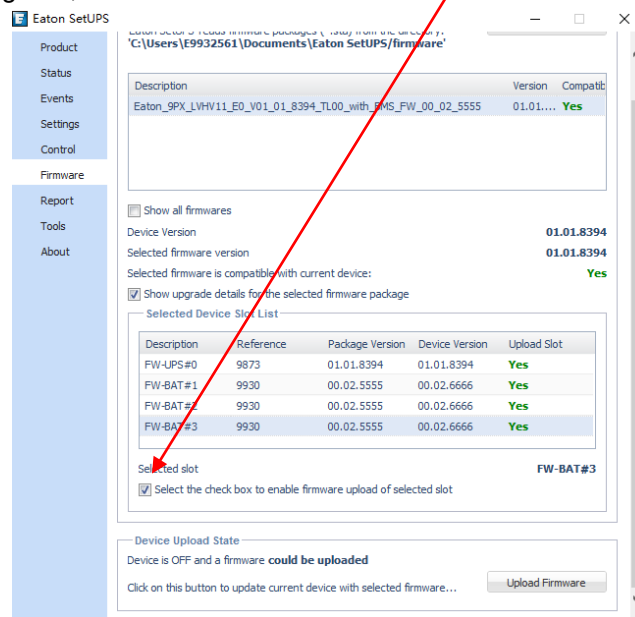 Eaton SetUPS
'C:\Users\E9932561\Documents\Eaton SetUPS/firmware'
Product
Status
Events
Settings
Control
Firmware
Report
Tools
About
Description Version Compatib
Eaton_9PX_LVHV11_E0_V01_01_8394_TL00_with_BMS_FW_00_02_5555 01.01.... Yes
Show all firmwares
Device Version 01.01.8394
Selected firmware version 01.01.8394
Selected firmware is compatible with current device: Yes
Show upgrade details for the selected firmware package
Selected Device Slot List
Description Reference Package Version Device Version Upload Slot
FW-UPS#0 9873 01.01.8394 01.01.8394 Yes
FW-BAT#1 9930 00.02.5555 00.02.6666 Yes
FW-BAT#2 9930 00.02.5555 00.02.6666 Yes
FW-BAT#3 9930 00.02.5555 00.02.6666 Yes
Selected slot FW-BAT#3
Select the check box to enable firmware upload of selected slot
Device Upload State
Device is OFF and a firmware could be uploaded
Click on this button to update current device with selected firmware... Upload Firmware